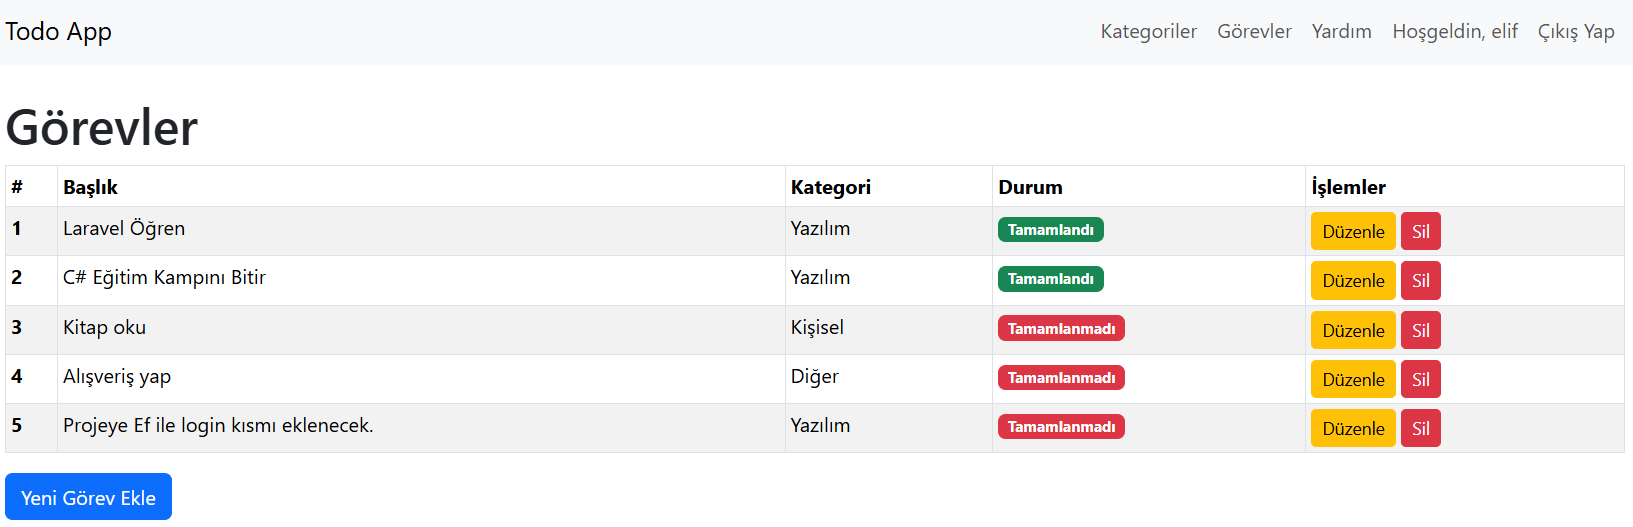 Todo App Kategoriler Görevler Yardım Hoşgeldin, elif Çıkış Yap
Görevler
# Başlık Kategori Durum İşlemler
1 Laravel Öğren Yazılım Tamamlandı Düzenle Sil
2 C# Eğitim Kampını Bitir Yazılım Tamamlandı Düzenle Sil
3 Kitap oku Kişisel Tamamlanmadı Düzenle Sil
4 Alışveriş yap Diğer Tamamlanmadı Düzenle Sil
5 Projeye Ef ile login kısmı eklenecek. Yazılım Tamamlanmadı Düzenle Sil
Yeni Görev Ekle